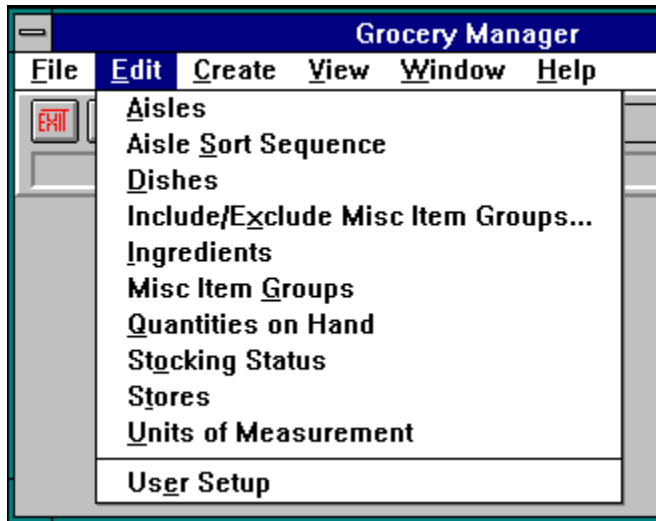 Grocery Manager
File Edit Create View Window Help
EXIT
Aisles
Aisle Sort Sequence
Dishes
Include/Exclude Misc Item Groups...
Ingredients
Misc Item Groups
Quantities on Hand
Stocking Status
Stores
Units of Measurement
User Setup